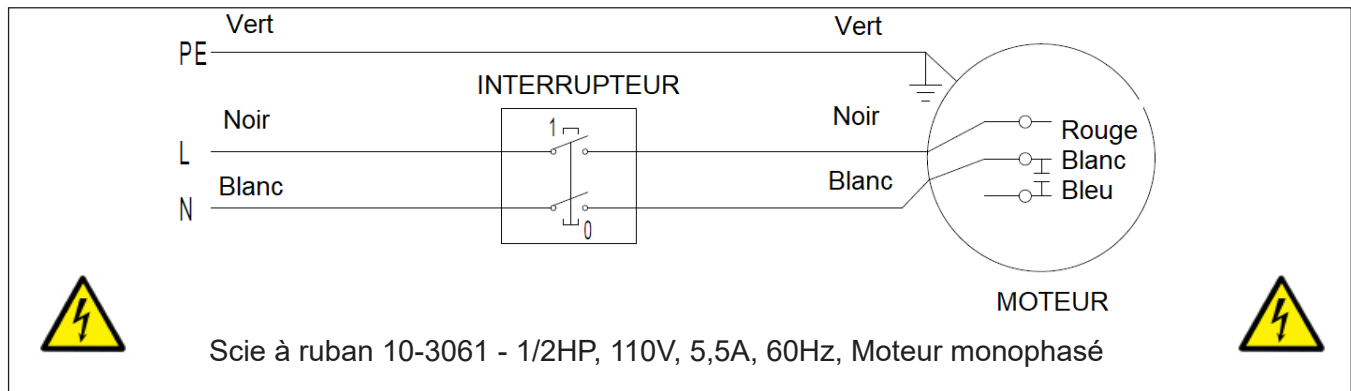 Vert
Vert
PE
INTERRUPTEUR
Noir
1
Noir
Rouge
L
Blanc
Blanc
Blanc
Bleu
N
0
MOTEUR
Scie à ruban 10-3061 - 1/2HP, 110V, 5,5A, 60Hz, Moteur monophasé